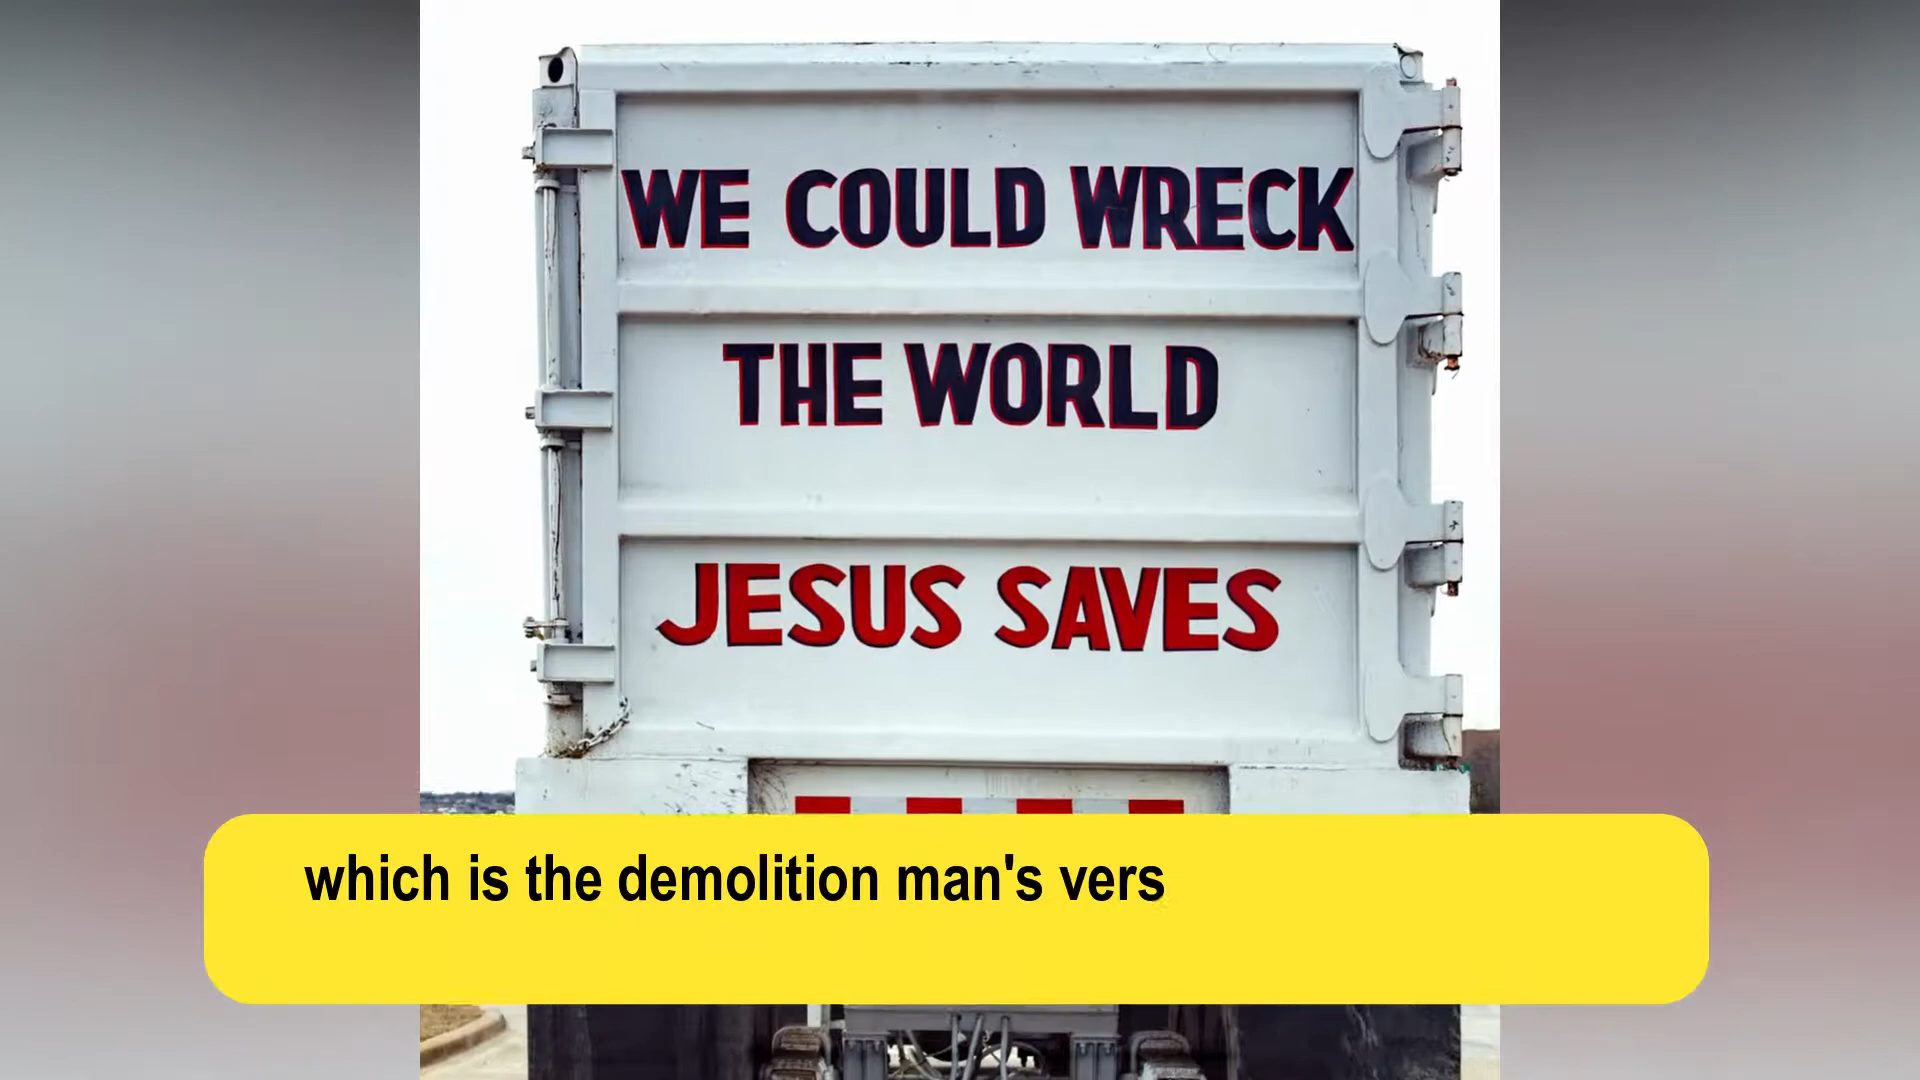 WE COULD WRECK
THE WORLD
JESUS SAVES
which is the demolition man's vers